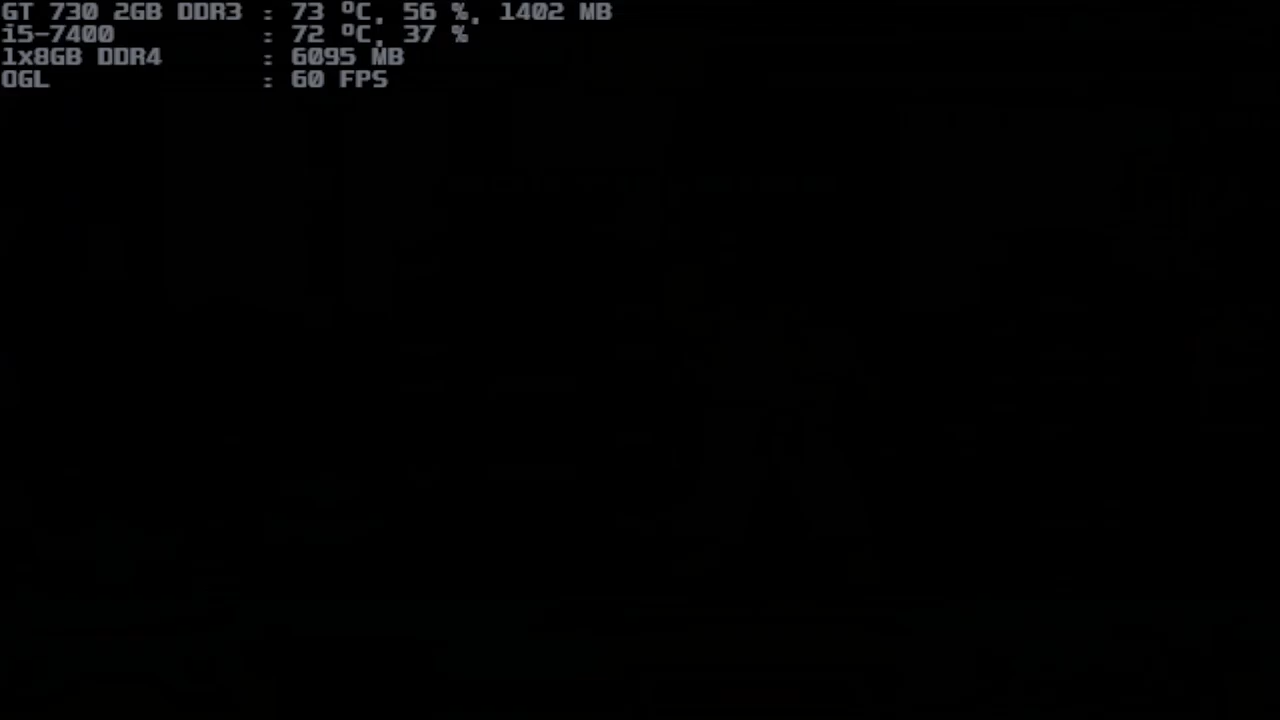 GT 730 2GB DDR3 : 73 ºC, 56 %, 1402 MB
i5-7400 : 72 ºC, 37 %
1x8GB DDR4 : 6095 MB
OGL : 60 FPS